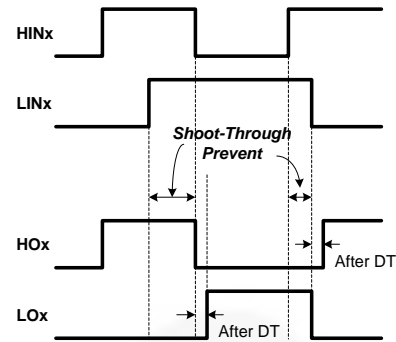 HINx
LINx
Shoot-Through
Prevent
HOx
After DT
LOx
After DT